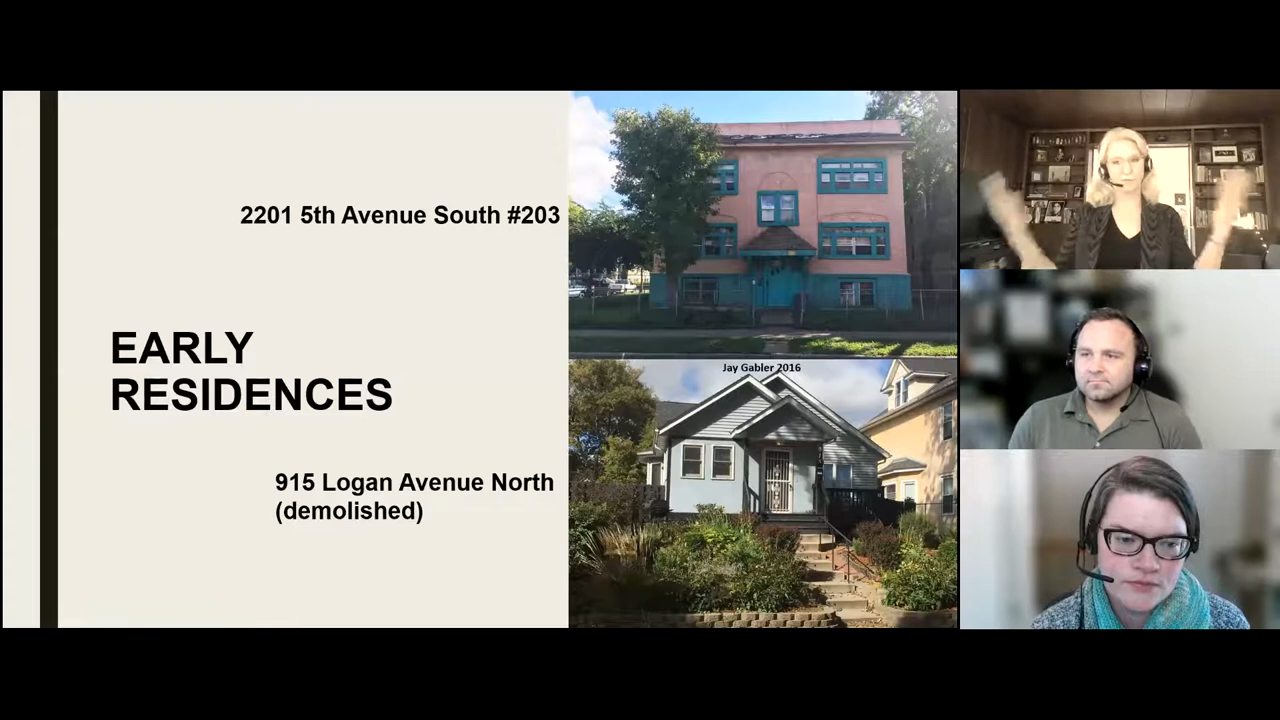 2201 5th Avenue South #203
EARLY
RESIDENCES
Jay Gabler 2016
915 Logan Avenue North
(demolished)